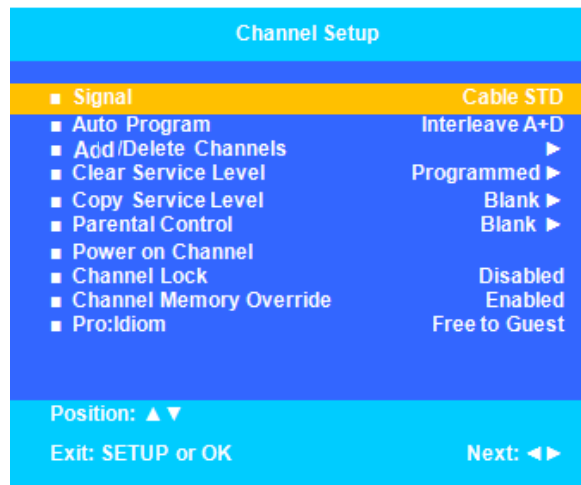 Channel Setup
■ Signal Cable STD
■ Auto Program Interleave A+D
■ Add/Delete Channels ►
■ Clear Service Level Programmed ►
■ Copy Service Level Blank ►
■ Parental Control Blank ►
■ Power on Channel
■ Channel Lock Disabled
■ Channel Memory Override Enabled
■ Pro:Idiom Free to Guest
Position: ▲▼
Exit: SETUP or OK Next: ◄►